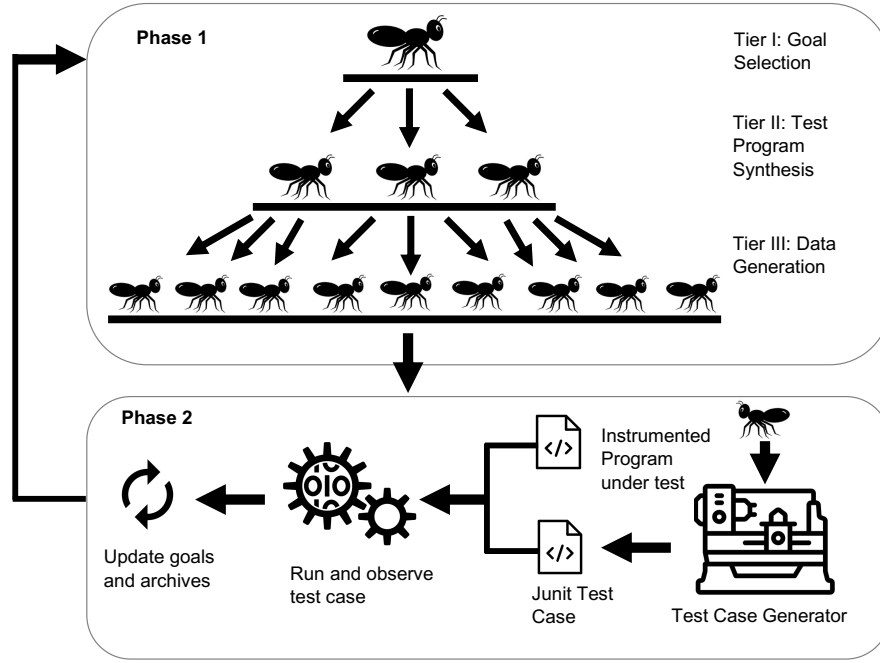 Phase 1
Tier I: Goal
Selection
Tier II: Test
Program
Synthesis
Tier III: Data
Generation
Phase 2
Instrumented
Program
under test
</>
</>
Update goals
and archives
Run and observe
test case
Junit Test
Case
Test Case Generator